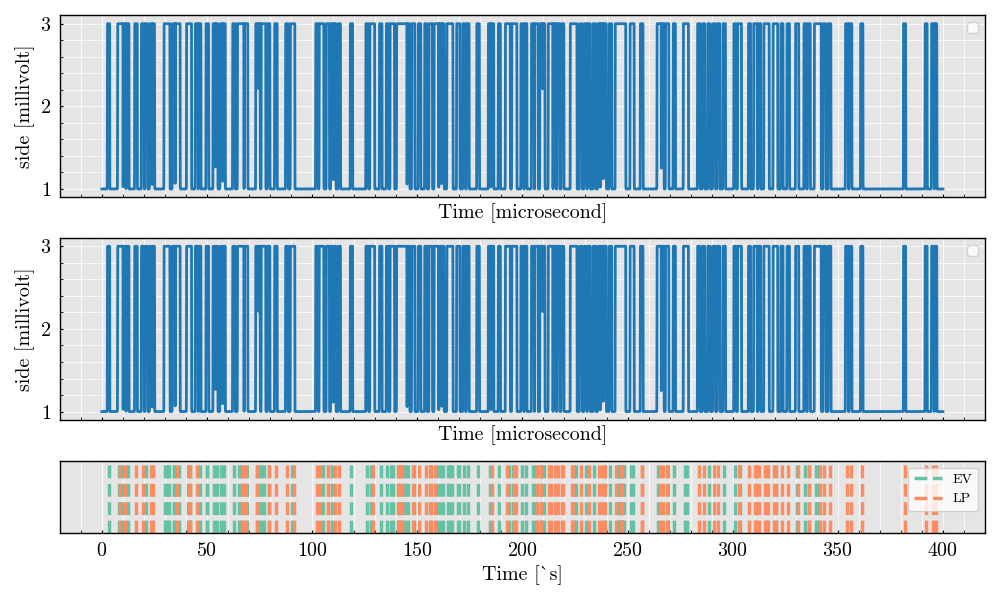 3
2
1
side [millivolt]
Time [microsecond]
3
2
1
side [millivolt]
Time [microsecond]
EV
LP
0 50 100 150 200 250 300 350 400
Time [`s]